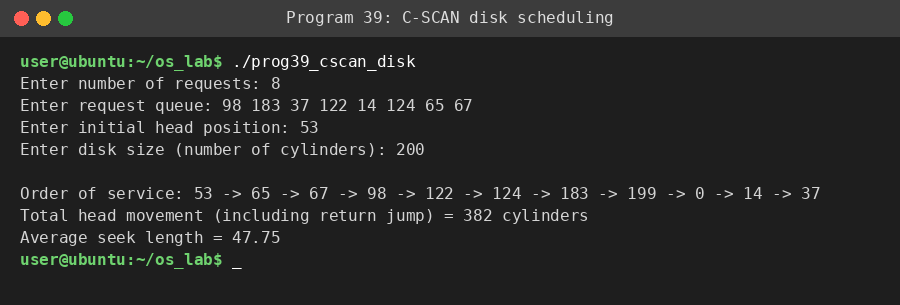 Program 39: C-SCAN disk scheduling
user@ubuntu:~/os_lab$ ./prog39_cscan_disk
Enter number of requests: 8
Enter request queue: 98 183 37 122 14 124 65 67
Enter initial head position: 53
Enter disk size (number of cylinders): 200
Order of service: 53 -> 65 -> 67 -> 98 -> 122 -> 124 -> 183 -> 199 -> 0 -> 14 -> 37
Total head movement (including return jump) = 382 cylinders
Average seek length = 47.75
user@ubuntu:~/os_lab$ _